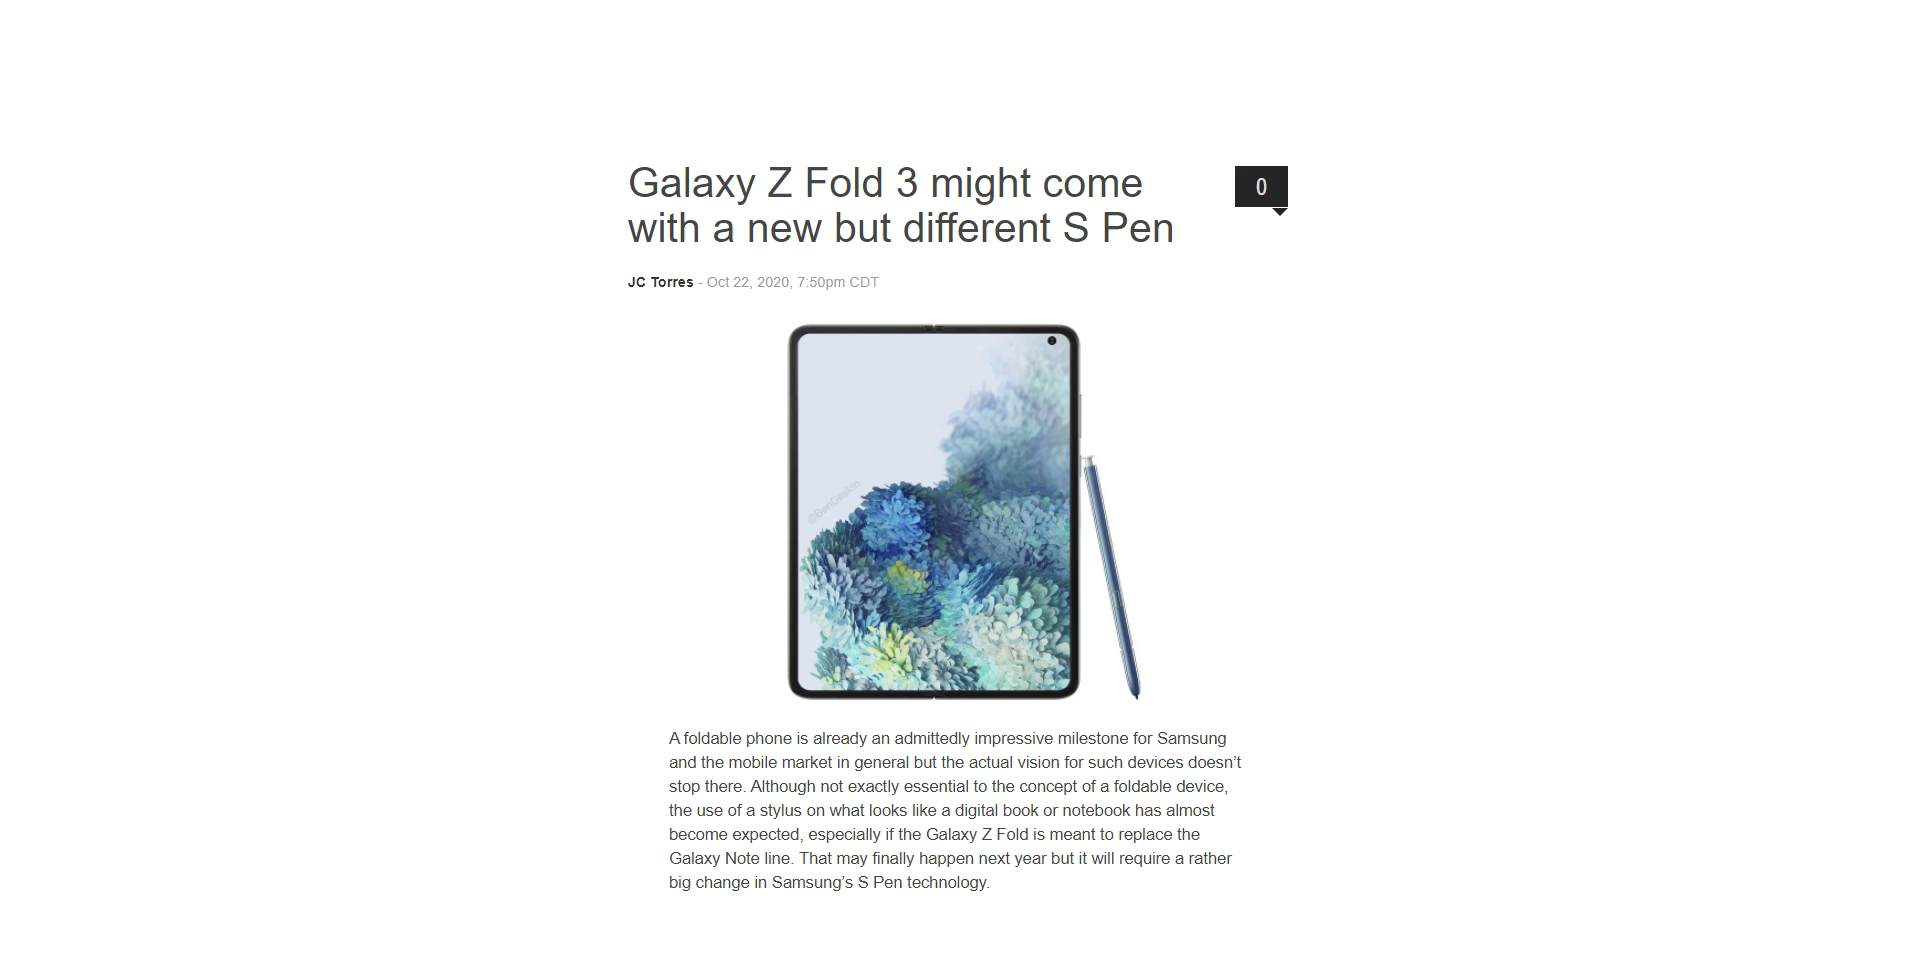 Galaxy Z Fold 3 might come
with a new but different S Pen
0
JC Torres - Oct 22, 2020, 7:50pm CDT
@BenGeskin
A foldable phone is already an admittedly impressive milestone for Samsung
and the mobile market in general but the actual vision for such devices doesn’t
stop there. Although not exactly essential to the concept of a foldable device,
the use of a stylus on what looks like a digital book or notebook has almost
become expected, especially if the Galaxy Z Fold is meant to replace the
Galaxy Note line. That may finally happen next year but it will require a rather
big change in Samsung’s S Pen technology.